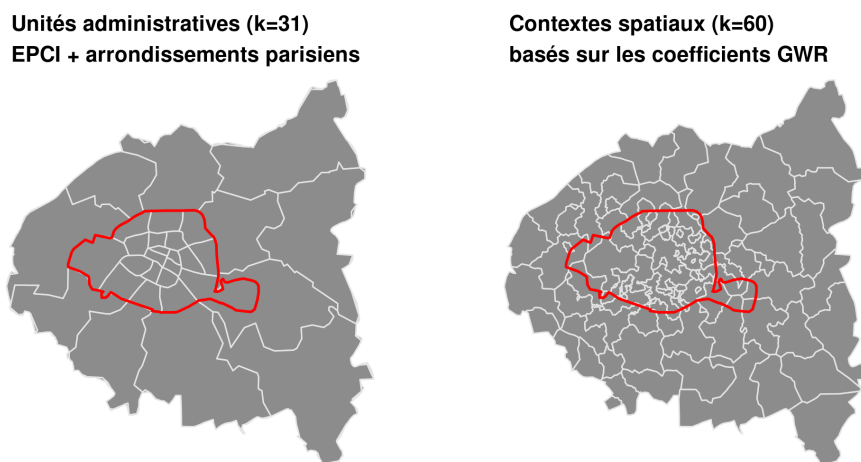 Unités administratives (k=31)
EPCI + arrondissements parisiens
Contextes spatiaux (k=60)
basés sur les coefficients GWR